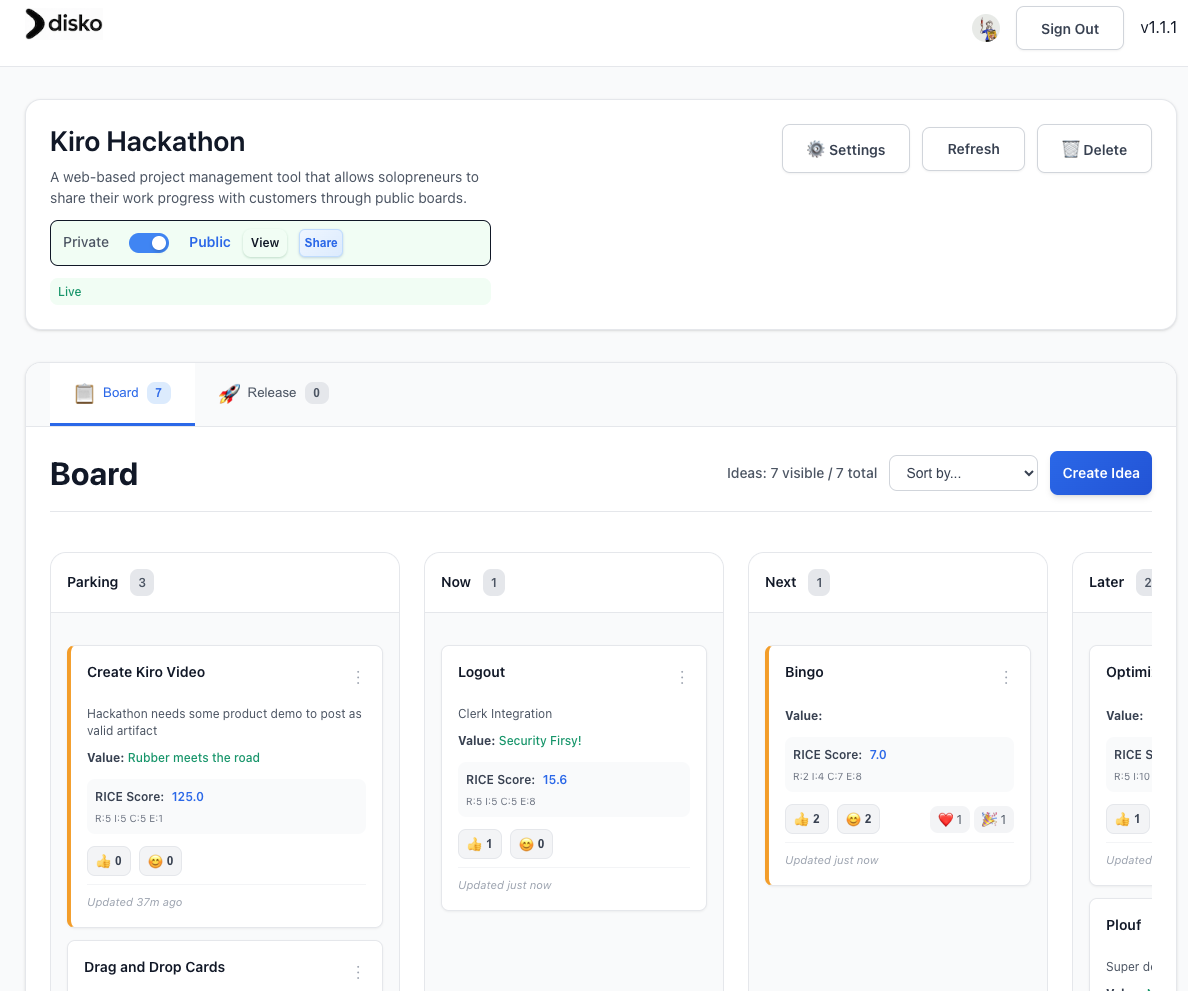 disko
Sign Out
v1.1.1
Kiro Hackathon
A web-based project management tool that allows solopreneurs to
share their work progress with customers through public boards.
Settings
Refresh
Delete
Private
Public
View
Share
Live
Board 7
Release 0
Board
Ideas: 7 visible / 7 total
Sort by...
Create Idea
Parking 3
Create Kiro Video
Hackathon needs some product demo to post as
valid artifact
Value: Rubber meets the road
RICE Score: 125.0
R:5 I:5 C:5 E:1
0
0
Updated 37m ago
Drag and Drop Cards
Now 1
Logout
Clerk Integration
Value: Security Firsy!
RICE Score: 15.6
R:5 I:5 C:5 E:8
1
0
Updated just now
Next 1
Bingo
Value:
RICE Score: 7.0
R:2 I:4 C:7 E:8
2
2
1
1
Updated just now
Later 2
Optimi
Value:
RICE S
R:5 I:10
1
Updated
Plouf
Super d